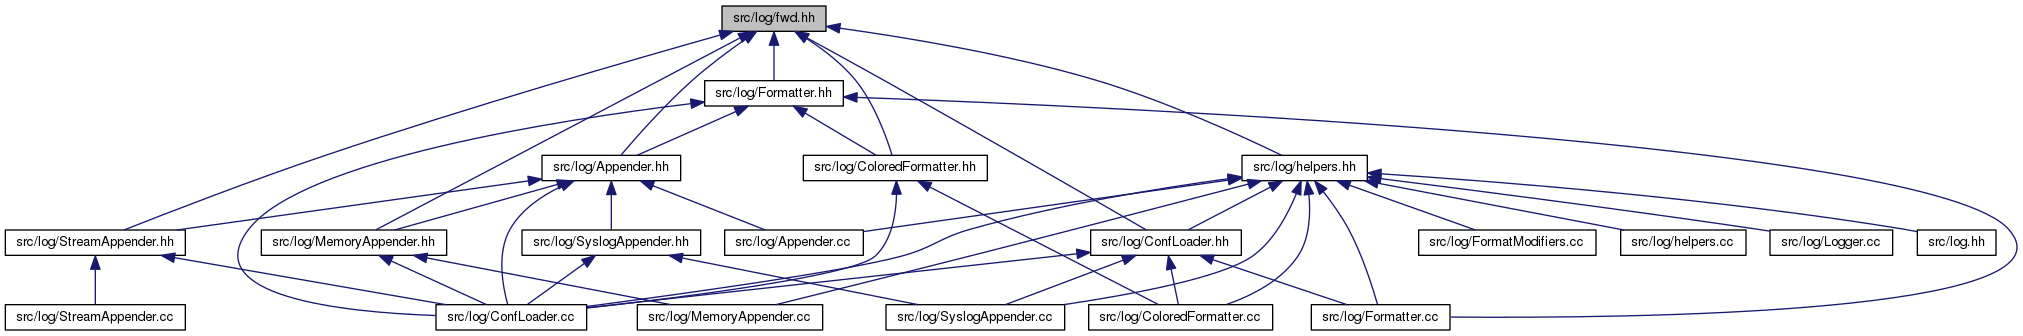 src/log/fwd.hh
src/log/Formatter.hh
src/log/Appender.hh
src/log/ColoredFormatter.hh
src/log/helpers.hh
src/log/StreamAppender.hh
src/log/MemoryAppender.hh
src/log/SyslogAppender.hh
src/log/Appender.cc
src/log/ConfLoader.hh
src/log/FormatModifiers.cc
src/log/helpers.cc
src/log/Logger.cc
src/log.hh
src/log/StreamAppender.cc
src/log/ConfLoader.cc
src/log/MemoryAppender.cc
src/log/SyslogAppender.cc
src/log/ColoredFormatter.cc
src/log/Formatter.cc